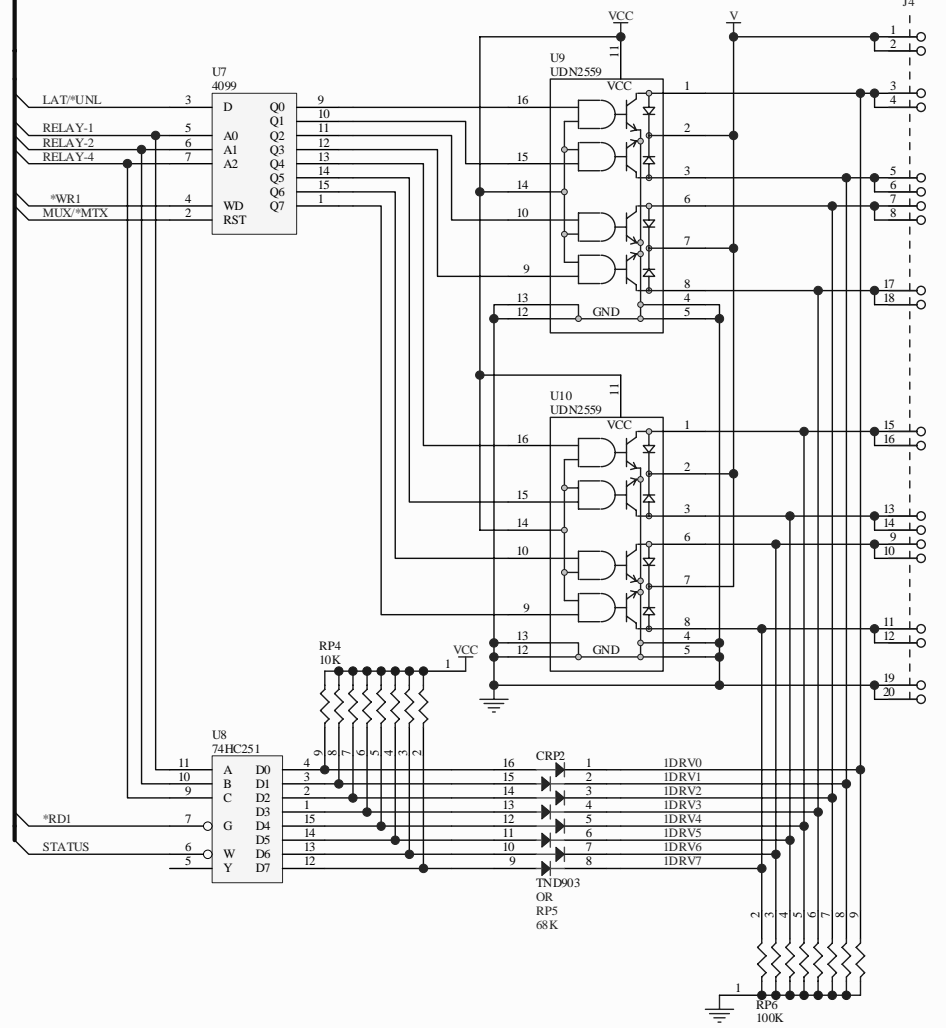 J4
VCC
V
1
2
U9
UDN2559
11
VCC
U7
4099
LAT/*UNL 3 D Q0 9 16 1 3
4
10 Q1
RELAY-1 5 A0 Q2 11 2
RELAY-2 6 A1 Q3 12
RELAY-4 7 A2 Q4 13 15
Q5 14 3 5
Q6 15 14 6
*WR1 4 WD Q7 1 6 7
MUX/*MTX 2 RST 10 8
7
9
8 17
13 4 18
12 GND 5
U10
UDN2559
11
VCC
16 1 15
16
2
15
3 13
14 14
6 9
10 10
7
9
8 11
13 4 12
12 GND 5
RP4
10K
1 VCC
19
20
9 8 7 6 5 4 3 2
U8
74HC251
CRP2
11 A D0 4 16 1 1DRV0
10 B D1 3 15 2 1DRV1
9 C D2 2 14 3 1DRV2
D3 1 13 4 1DRV3
*RD1 7 G D4 15 12 5 1DRV4
D5 14 11 6 1DRV5
STATUS 6 W D6 13 10 7 1DRV6
5 Y D7 12 9 8 1DRV7
TND903
OR
RP5
68K
2 3 4 5 6 7 8 9
1
RP6
100K